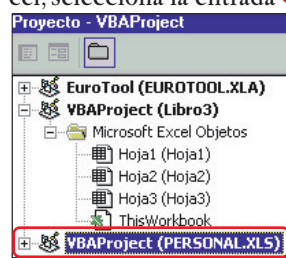 cel, selecciona la entrada
Proyecto - VBAProject
EuroTool (EUROTOOL.XLA)
VBAProject (Libro3)
Microsoft Excel Objetos
Hoja1 (Hoja1)
Hoja2 (Hoja2)
Hoja3 (Hoja3)
ThisWorkbook
VBAProject (PERSONAL.XLS)